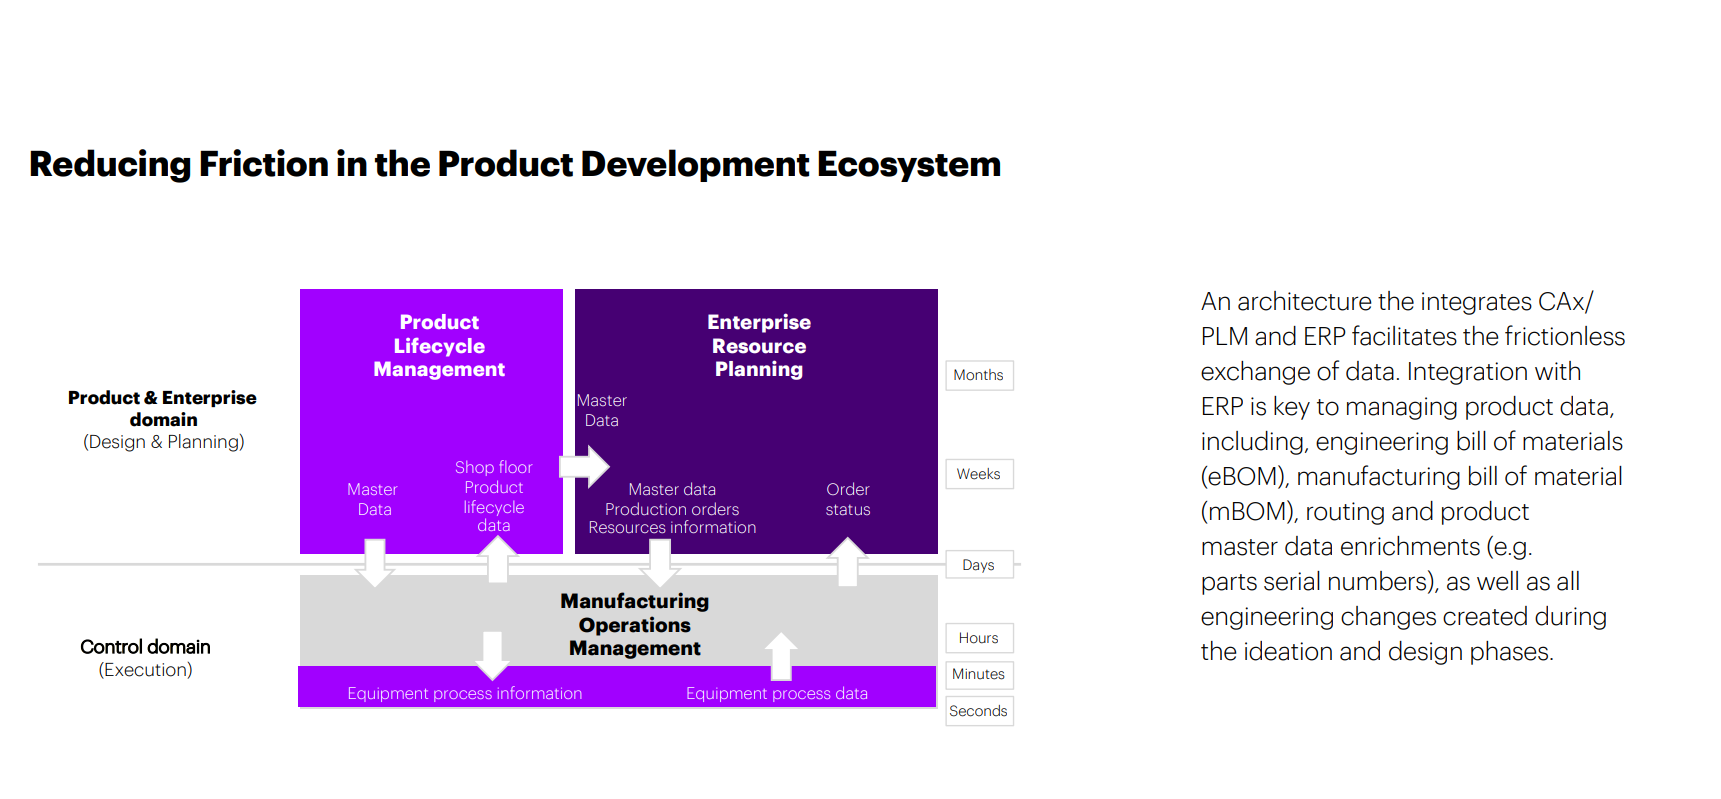 Reducing Friction in the Product Development Ecosystem
Product & Enterprise
domain
(Design & Planning)
Control domain
(Execution)
Product
Lifecycle
Management
Master
Data
Shop floor
Product
lifecycle
data
Enterprise
Resource
Planning
Master
Data
Master data
Production orders
Resources information
Order
status
Manufacturing
Operations
Management
Equipment process information
Equipment process data
Months
Weeks
Days
Hours
Minutes
Seconds
An architecture the integrates CAx/
PLM and ERP facilitates the frictionless
exchange of data. Integration with
ERP is key to managing product data,
including, engineering bill of materials
(eBOM), manufacturing bill of material
(mBOM), routing and product
master data enrichments (e.g.
parts serial numbers), as well as all
engineering changes created during
the ideation and design phases.